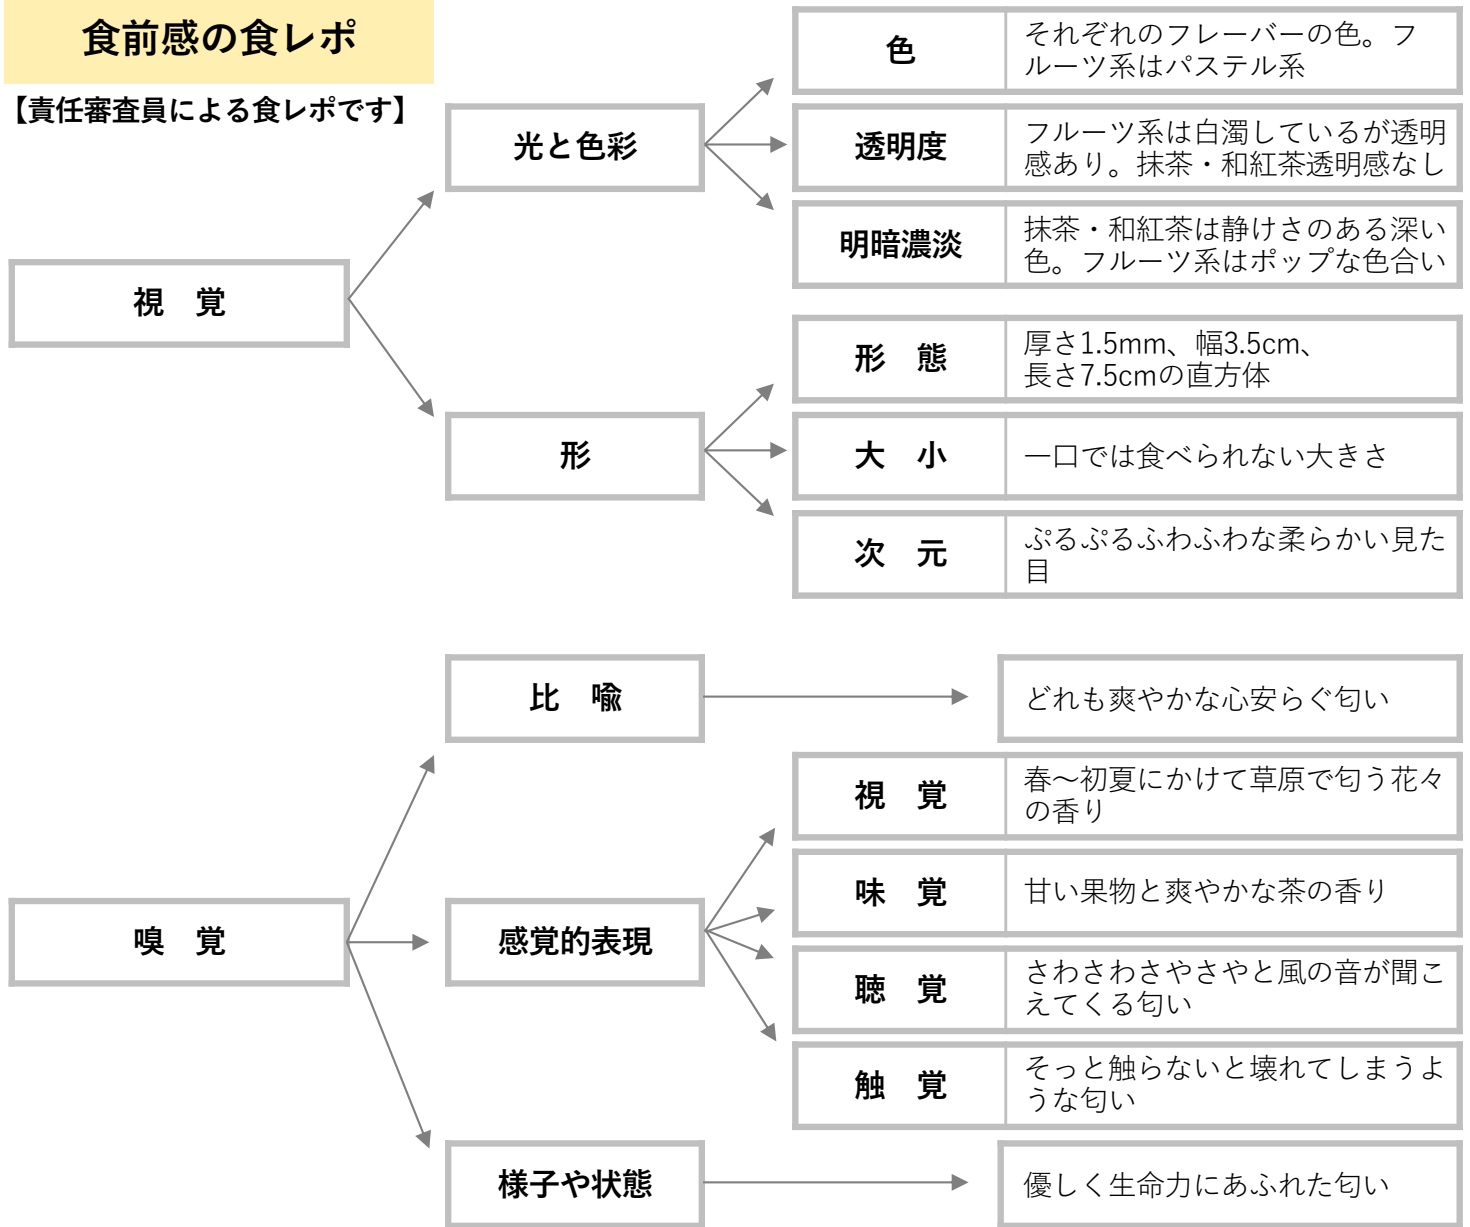 食前感の食レポ
【責任審査員による食レポです】
視　覚
光と色彩
色
それぞれのフレーバーの色。フ
ルーツ系はパステル系
透明度
フルーツ系は白濁しているが透明
感あり。抹茶・和紅茶透明感なし
明暗濃淡
抹茶・和紅茶は静けさのある深い
色。フルーツ系はポップな色合い
形
形　態
厚さ1.5mm、幅3.5cm、
長さ7.5cmの直方体
大　小
一口では食べられない大きさ
次　元
ぷるぷるふわふわな柔らかい見た
目
嗅　覚
比　喩
どれも爽やかな心安らぐ匂い
感覚的表現
視　覚
春～初夏にかけて草原で匂う花々
の香り
味　覚
甘い果物と爽やかな茶の香り
聴　覚
さわさわさやさやと風の音が聞こ
えてくる匂い
触　覚
そっと触らないと壊れてしまうよ
うな匂い
様子や状態
優しく生命力にあふれた匂い